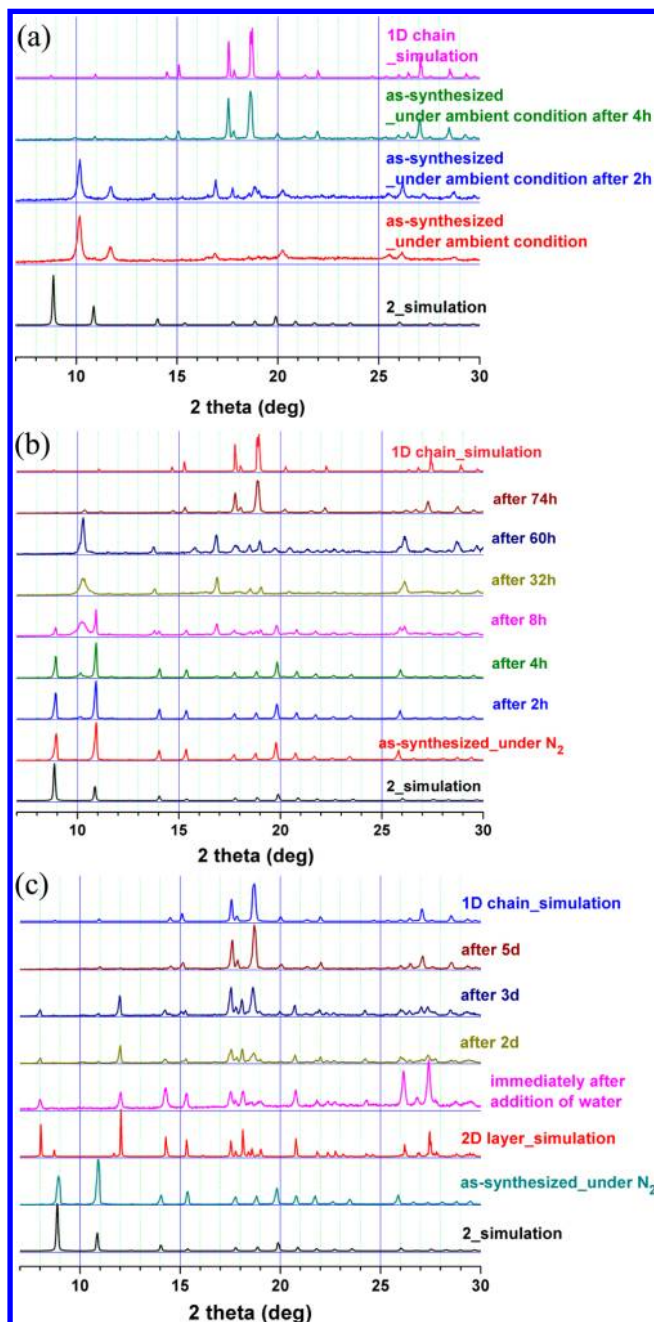 (a)
1D chain
_simulation
as-synthesized
_under ambient condition after 4h
as-synthesized
_under ambient condition after 2h
as-synthesized
_under ambient condition
2_simulation
10 15 20 25 30
2 theta (deg)
(b)
1D chain_simulation
after 74h
after 60h
after 32h
after 8h
after 4h
after 2h
as-synthesized_under N2
2_simulation
10 15 20 25 30
2 theta (deg)
(c)
1D chain_simulation
after 5d
after 3d
after 2d
immediately after
addition of water
2D layer_simulation
as-synthesized_under N2
2_simulation
10 15 20 25 30
2 theta (deg)